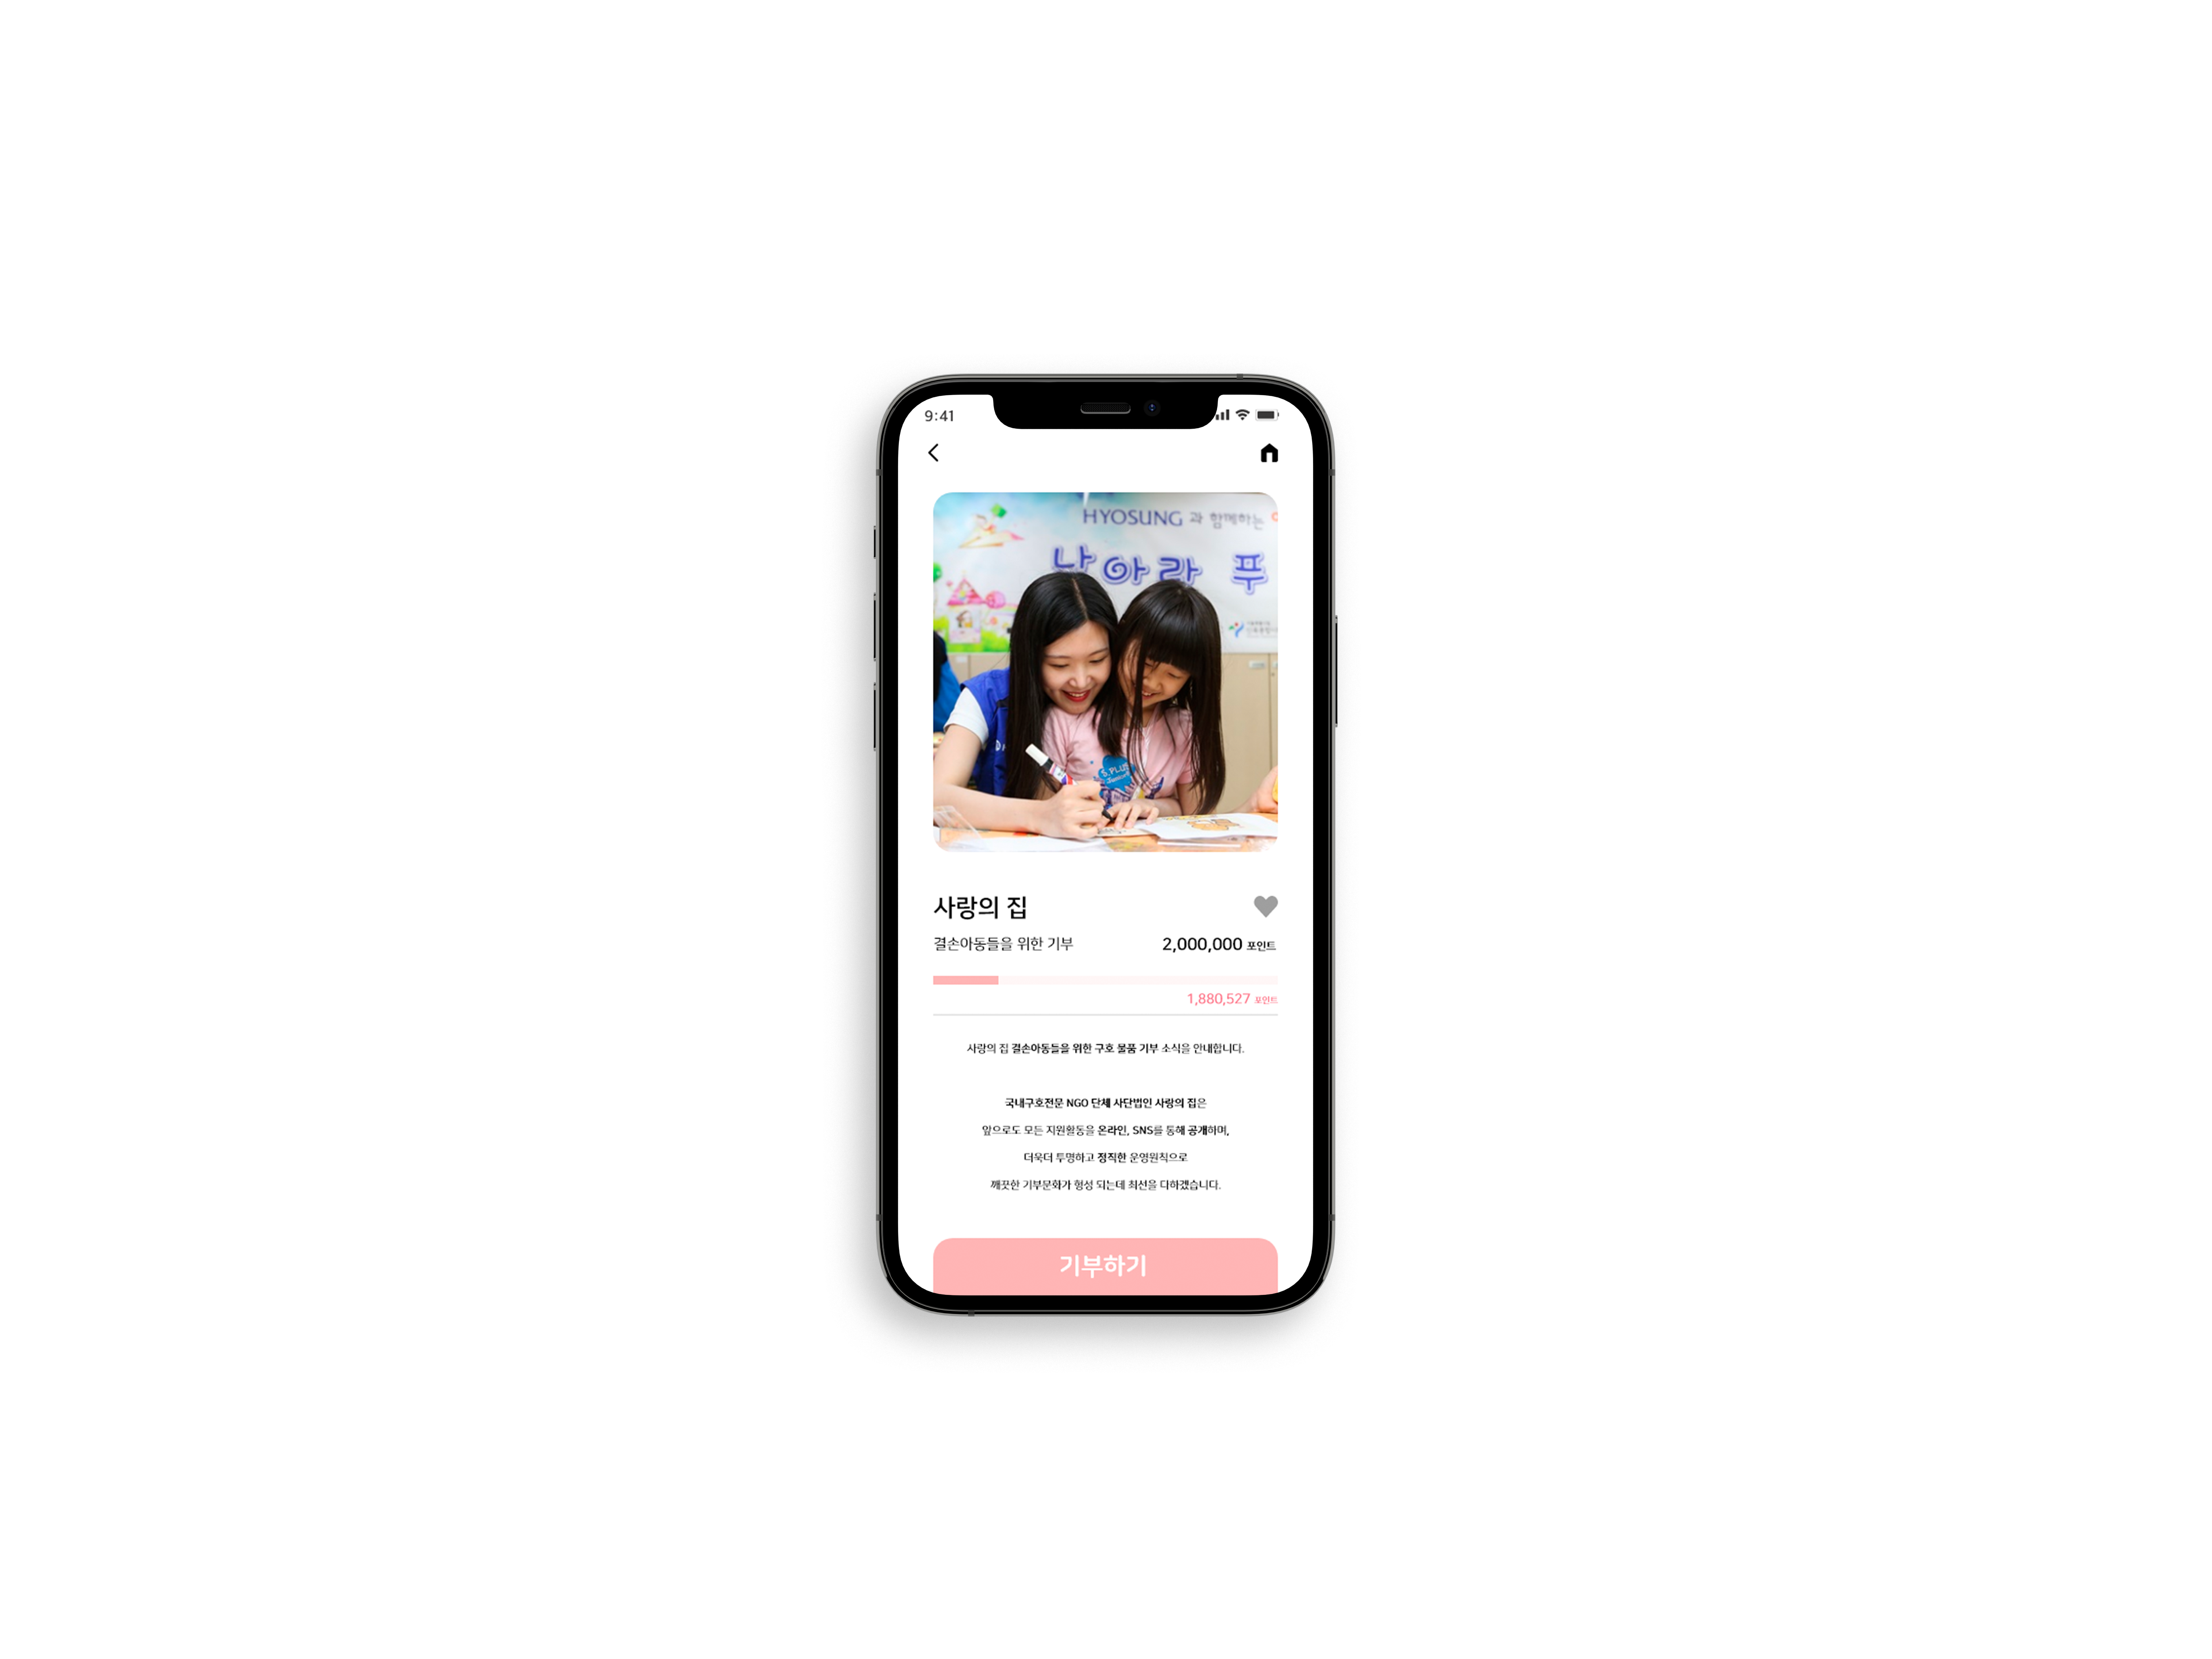 9:41
HYOSUNG 과 함께하는
날아라 푸
S.PLUS
Junior
사랑의 집
결손아동들을 위한 기부
2,000,000 포인트
1,880,527 포인트
사랑의 집 결손아동들을 위한 구호 물품 기부 소식을 안내합니다.
국내구호전문 NGO 단체 사단법인 사랑의 집은
앞으로도 모든 지원활동을 온라인, SNS를 통해 공개하며,
더욱더 투명하고 정직한 운영원칙으로
깨끗한 기부문화가 형성 되는데 최선을 다하겠습니다.
기부하기